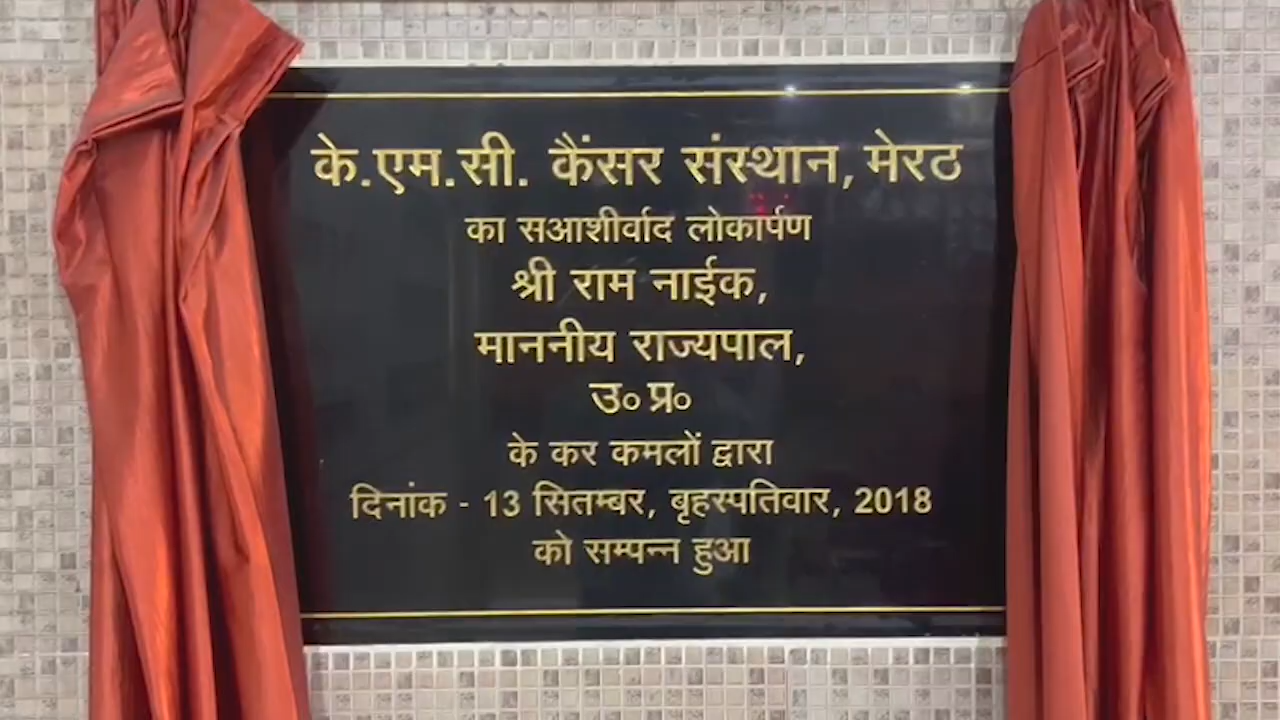 के.एम.सी. कैंसर संस्थान, मेरठ
का सआशीर्वाद लोकार्पण
श्री राम नाईक,
माननीय राज्यपाल,
उ० प्र०
के कर कमलों द्वारा
दिनांक - 13 सितम्बर, बृहस्पतिवार, 2018
को सम्पन्न हुआ